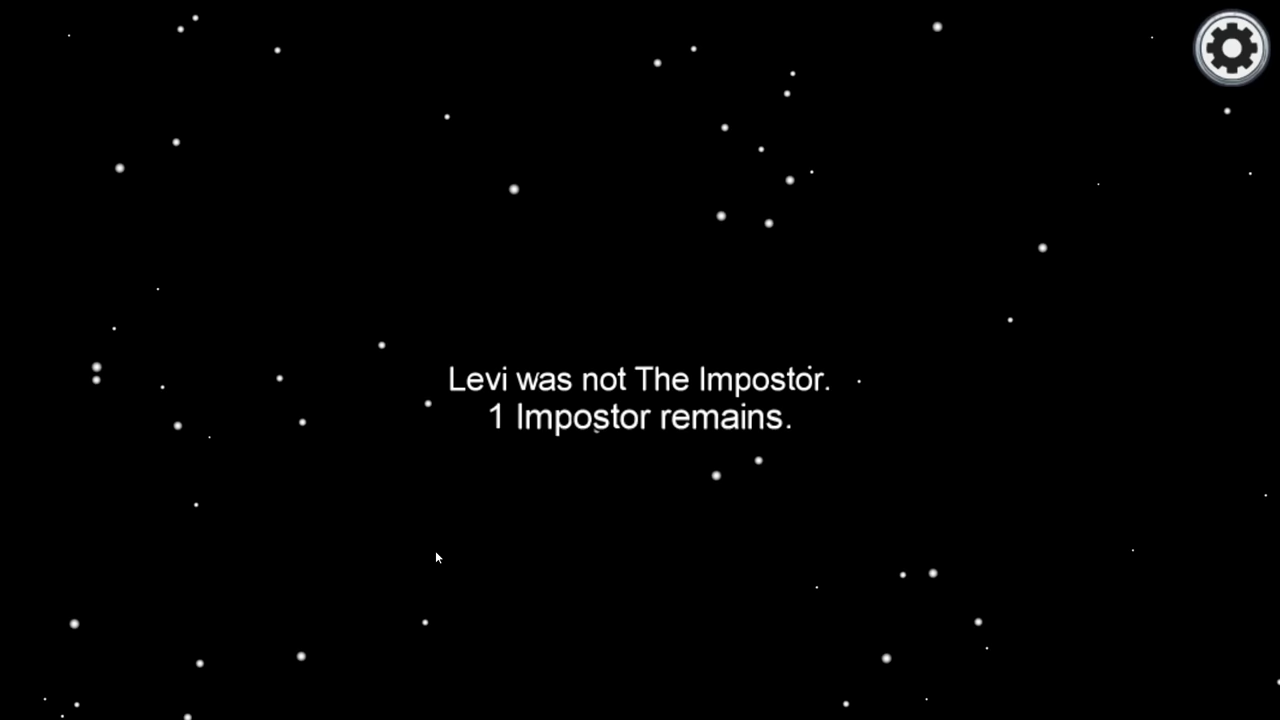 Levi was not The Impostor.
1 Impostor remains.